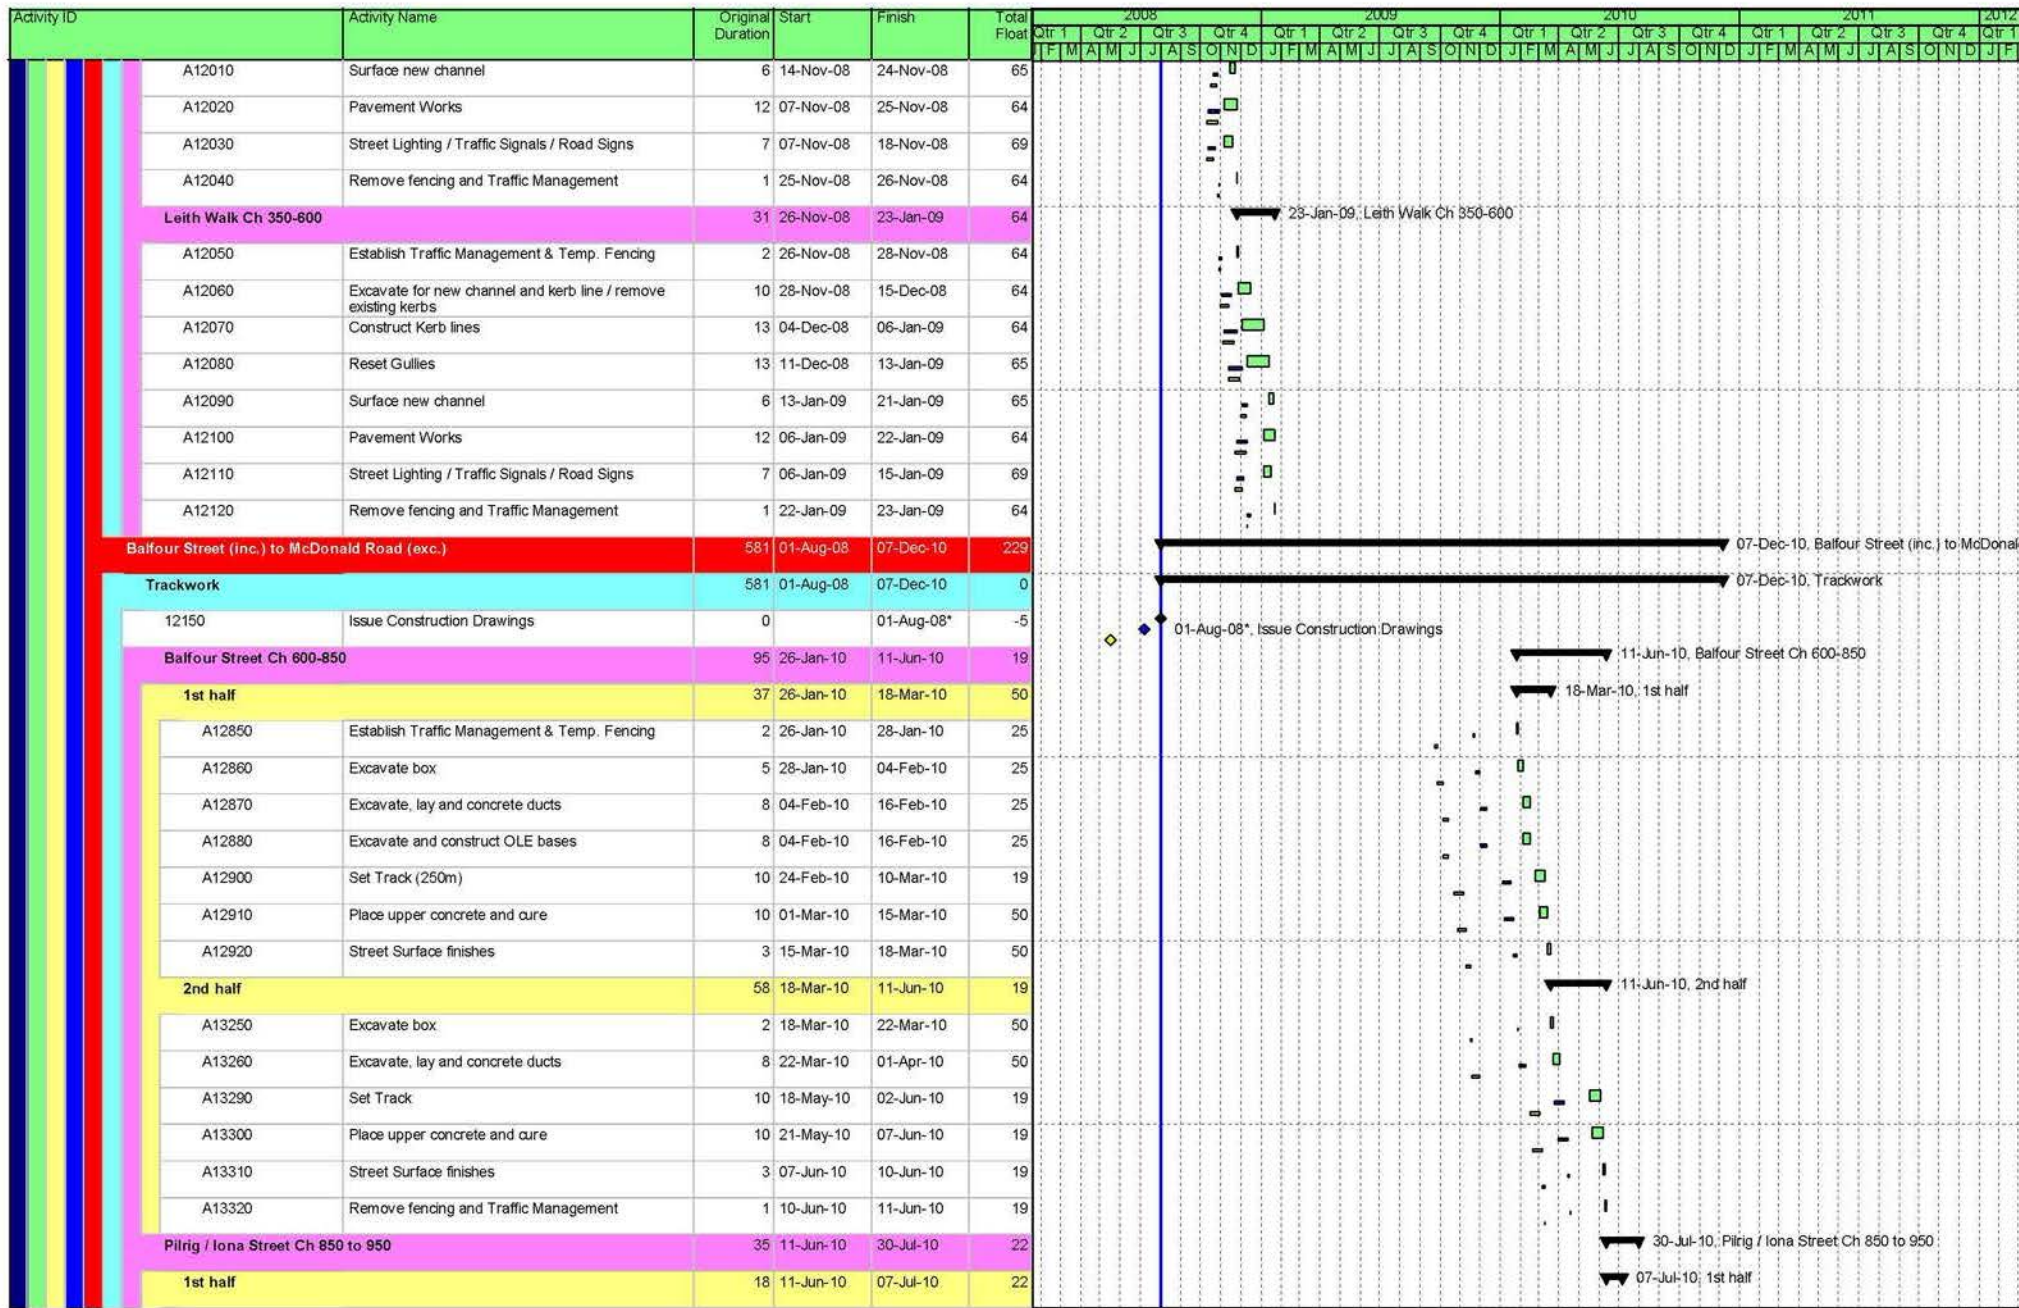 Activity ID Activity Name Original Duration Start Finish Total Float
2008 2009 2010 2011 2012
Qtr 1 Qtr 2 Qtr 3 Qtr 4 Qtr 1 Qtr 2 Qtr 3 Qtr 4 Qtr 1 Qtr 2 Qtr 3 Qtr 4 Qtr 1 Qtr 2 Qtr 3 Qtr 4 Qtr 1
J F M A M J J A S O N D J F M A M J J A S O N D J F M A M J J A S O N D J F M A M J J A S O N D J F
A12010 Surface new channel 6 14-Nov-08 24-Nov-08 65
A12020 Pavement Works 12 07-Nov-08 25-Nov-08 64
A12030 Street Lighting / Traffic Signals / Road Signs 7 07-Nov-08 18-Nov-08 69
A12040 Remove fencing and Traffic Management 1 25-Nov-08 26-Nov-08 64
Leith Walk Ch 350-600 31 26-Nov-08 23-Jan-09 64 23-Jan-09, Leith Walk Ch 350-600
A12050 Establish Traffic Management & Temp. Fencing 2 26-Nov-08 28-Nov-08 64
A12060 Excavate for new channel and kerb line / remove 10 28-Nov-08 15-Dec-08 64
existing kerbs
A12070 Construct Kerb lines 13 04-Dec-08 06-Jan-09 64
A12080 Reset Gullies 13 11-Dec-08 13-Jan-09 65
A12090 Surface new channel 6 13-Jan-09 21-Jan-09 65
A12100 Pavement Works 12 06-Jan-09 22-Jan-09 64
A12110 Street Lighting / Traffic Signals / Road Signs 7 06-Jan-09 15-Jan-09 69
A12120 Remove fencing and Traffic Management 1 22-Jan-09 23-Jan-09 64
Balfour Street (inc.) to McDonald Road (exc.) 581 01-Aug-08 07-Dec-10 229 07-Dec-10, Balfour Street (inc.) to McDonal
Trackwork 581 01-Aug-08 07-Dec-10 0 07-Dec-10, Trackwork
12150 Issue Construction Drawings 0 01-Aug-08* -5 01-Aug-08*, Issue Construction Drawings
Balfour Street Ch 600-850 95 26-Jan-10 11-Jun-10 19 11-Jun-10, Balfour Street Ch 600-850
1st half 37 26-Jan-10 18-Mar-10 50 18-Mar-10, 1st half
A12850 Establish Traffic Management & Temp. Fencing 2 26-Jan-10 28-Jan-10 25
A12860 Excavate box 5 28-Jan-10 04-Feb-10 25
A12870 Excavate, lay and concrete ducts 8 04-Feb-10 16-Feb-10 25
A12880 Excavate and construct OLE bases 8 04-Feb-10 16-Feb-10 25
A12900 Set Track (250m) 10 24-Feb-10 10-Mar-10 19
A12910 Place upper concrete and cure 10 01-Mar-10 15-Mar-10 50
A12920 Street Surface finishes 3 15-Mar-10 18-Mar-10 50
2nd half 58 18-Mar-10 11-Jun-10 19 11-Jun-10, 2nd half
A13250 Excavate box 2 18-Mar-10 22-Mar-10 50
A13260 Excavate, lay and concrete ducts 8 22-Mar-10 01-Apr-10 50
A13290 Set Track 10 18-May-10 02-Jun-10 19
A13300 Place upper concrete and cure 10 21-May-10 07-Jun-10 19
A13310 Street Surface finishes 3 07-Jun-10 10-Jun-10 19
A13320 Remove fencing and Traffic Management 1 10-Jun-10 11-Jun-10 19
Pilrig / Iona Street Ch 850 to 950 35 11-Jun-10 30-Jul-10 22 30-Jul-10, Pilrig / Iona Street Ch 850 to 950
1st half 18 11-Jun-10 07-Jul-10 22 07-Jul-10, 1st half